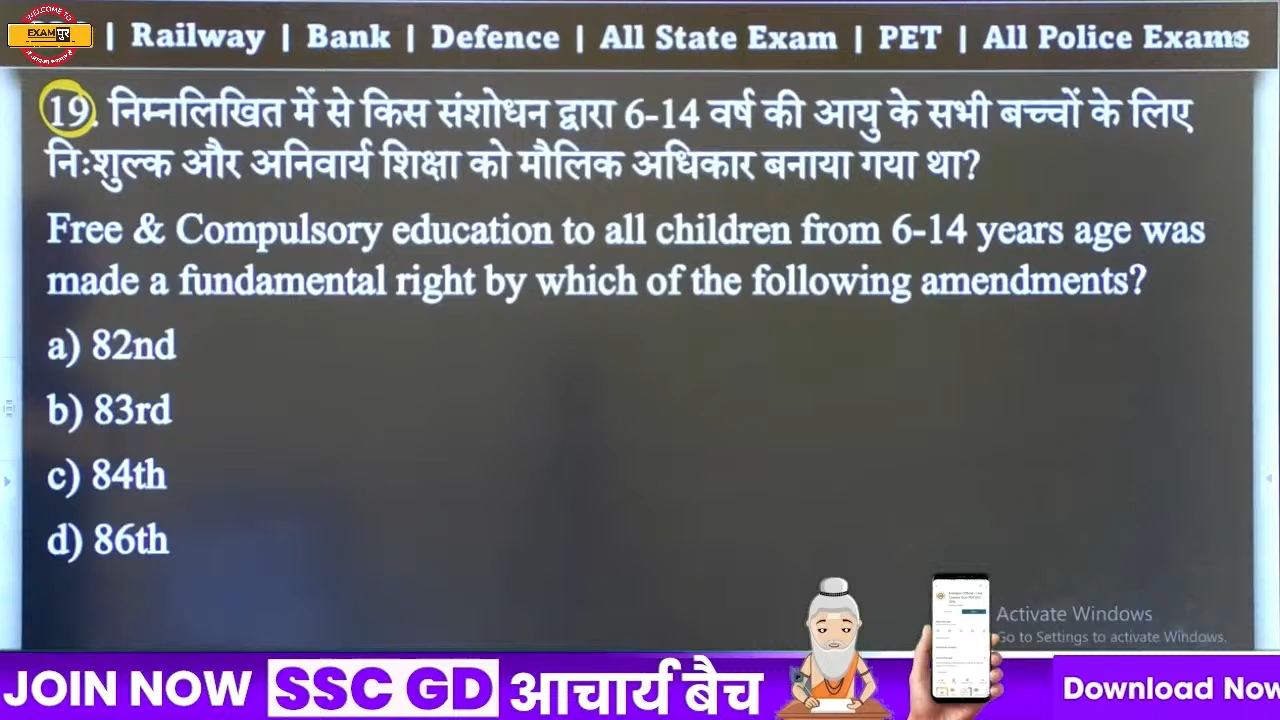 WELCOME TO
EXAMपुर
| Railway | Bank | Defence | All State Exam | PET | All Police Exams
19. निम्नलिखित में से किस संशोधन द्वारा 6-14 वर्ष की आयु के सभी बच्चों के लिए
निःशुल्क और अनिवार्य शिक्षा को मौलिक अधिकार बनाया गया था?
Free & Compulsory education to all children from 6-14 years age was
made a fundamental right by which of the following amendments?
a) 82nd
b) 83rd
c) 84th
d) 86th
Activate Windows
Go to Settings to activate Windows.
JOIN NOW SSC GD आचार्य बैच
Download Now